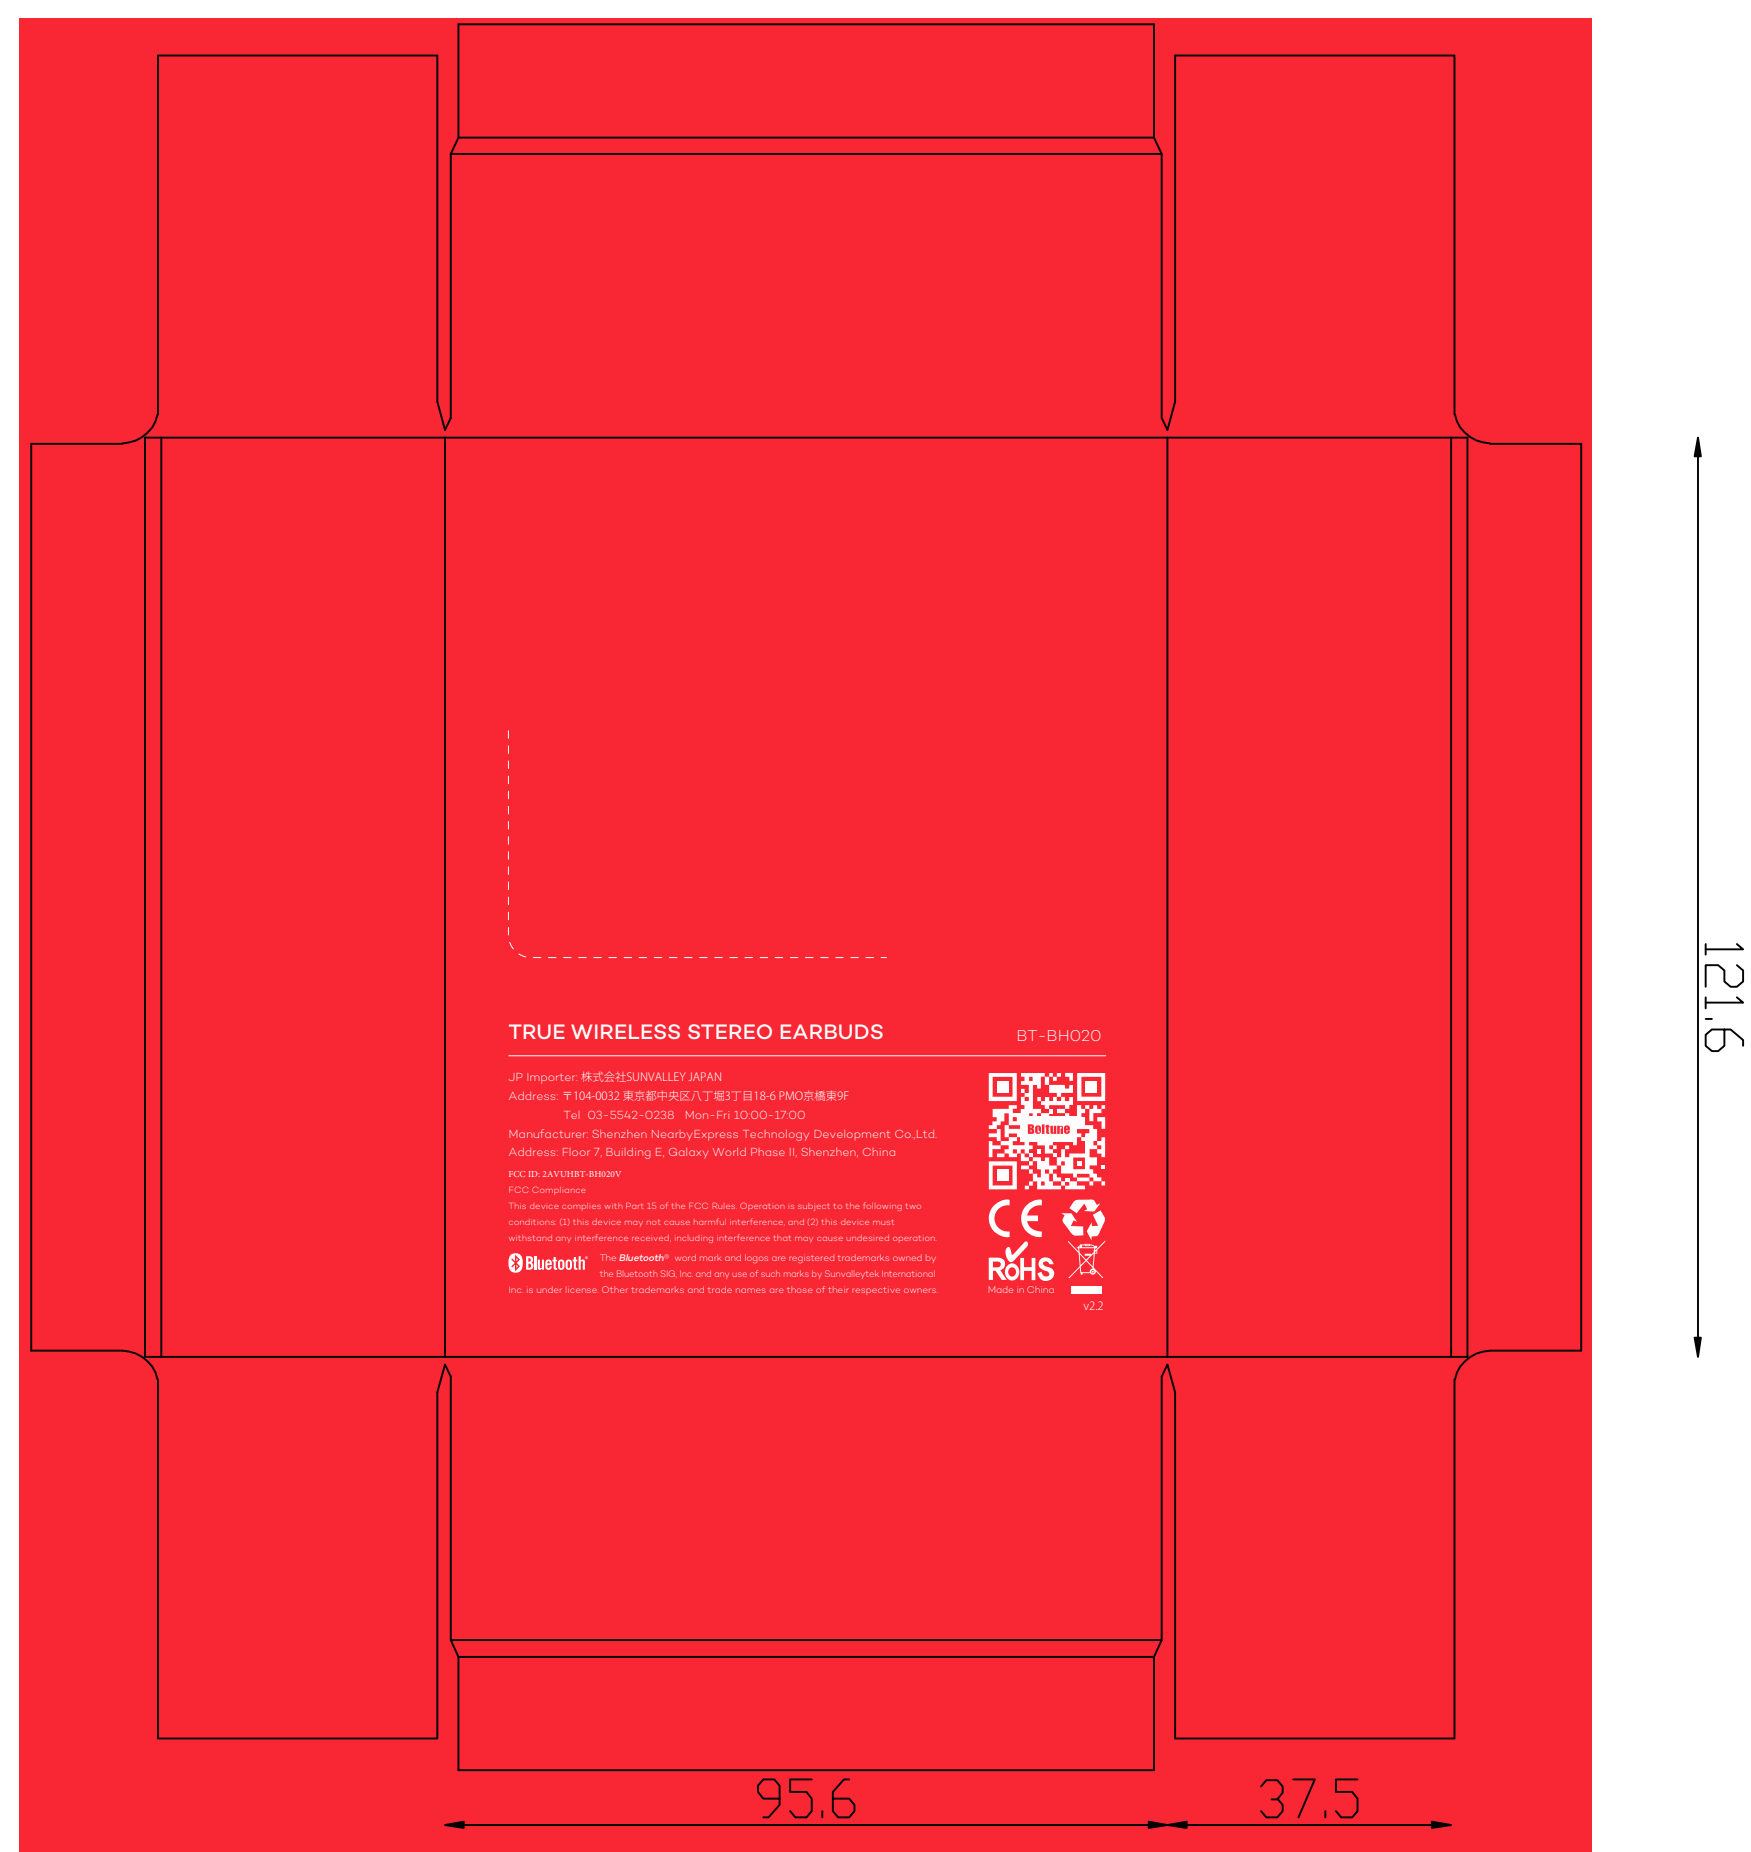 TRUE WIRELESS STEREO EARBUDS
BT-BH020
JP Importer: 株式会社SUNVALLEY JAPAN
Address: 〒104-0032 東京都中央区八丁堀3丁目18-6 PMO京橋東9F
Tel 03-5542-0238 Mon-Fri 10:00-17:00
Manufacturer: Shenzhen NearbyExpress Technology Development Co.,Ltd.
Address: Floor 7, Building E, Galaxy World Phase II, Shenzhen, China
FCC ID: 2AVUHBT-BH020V
FCC Compliance
This device complies with Part 15 of the FCC Rules. Operation is subject to the following two
conditions: (1) this device may not cause harmful interference, and (2) this device must
withstand any interference received, including interference that may cause undesired operation.
Bluetooth®
The Bluetooth® word mark and logos are registered trademarks owned by
the Bluetooth SIG, Inc. and any use of such marks by Sunvalleytek International
Inc. is under license. Other trademarks and trade names are those of their respective owners.
Boltune
CE
RoHS
Made in China
v2.2
121.6
95.6
37.5